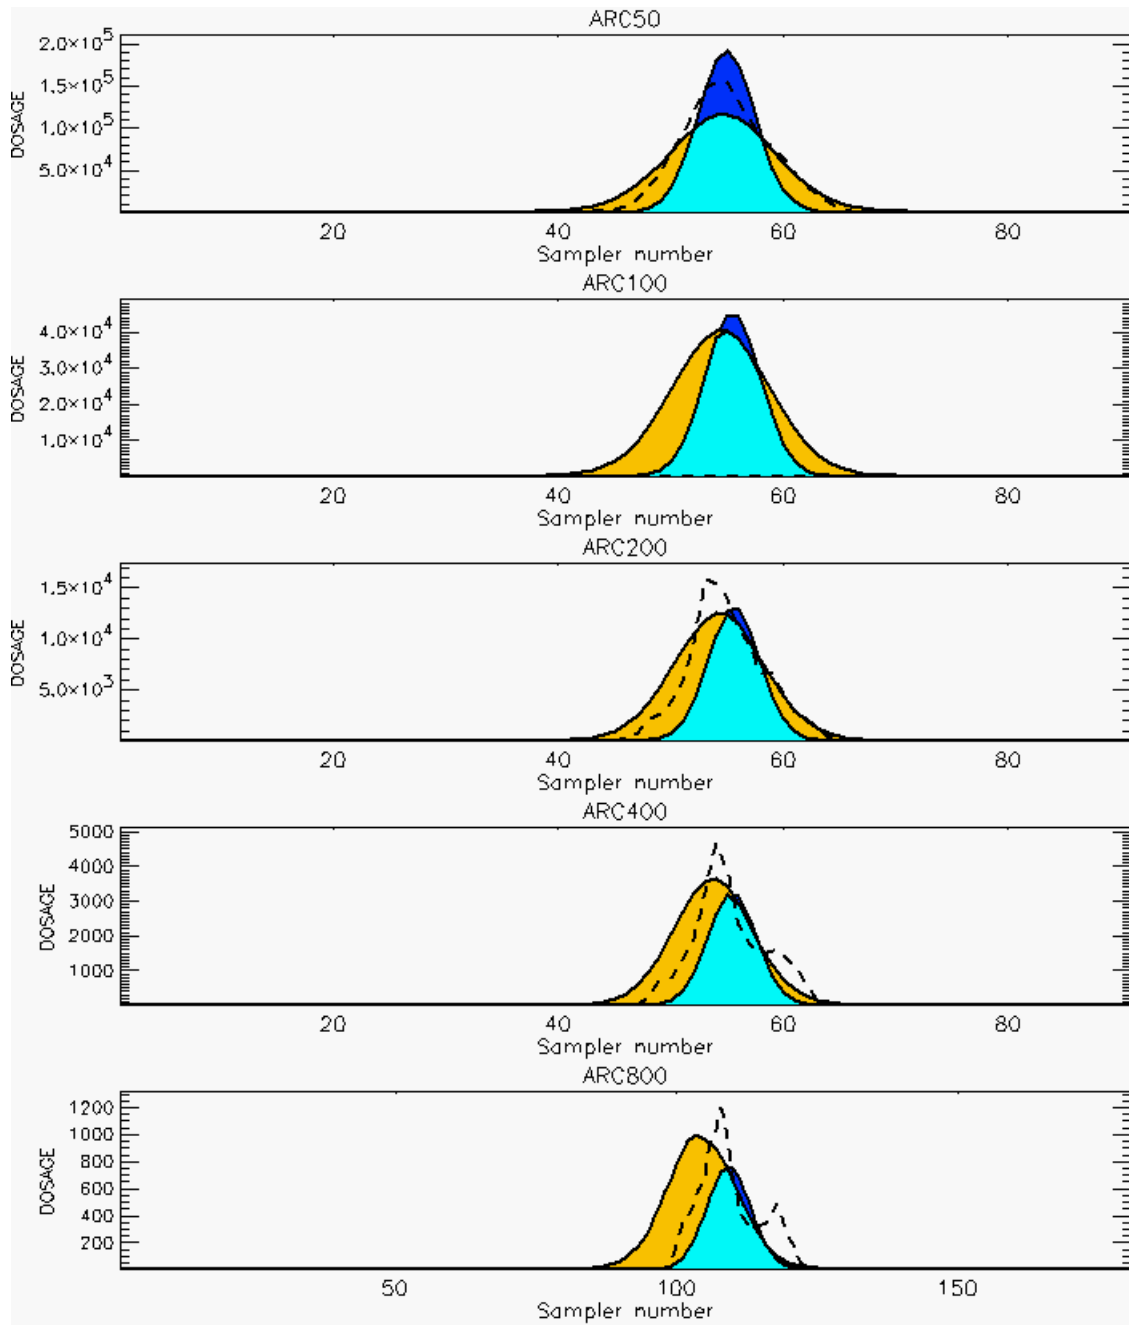 ARC50
2.0×10⁵
1.5×10⁵
1.0×10⁵
5.0×10⁴
DOSAGE
20 40 60 80
Sampler number
ARC100
4.0×10⁴
3.0×10⁴
2.0×10⁴
1.0×10⁴
DOSAGE
20 40 60 80
Sampler number
ARC200
1.5×10⁴
1.0×10⁴
5.0×10³
DOSAGE
20 40 60 80
Sampler number
ARC400
5000
4000
3000
2000
1000
DOSAGE
20 40 60 80
Sampler number
ARC800
1200
1000
800
600
400
200
DOSAGE
50 100 150
Sampler number